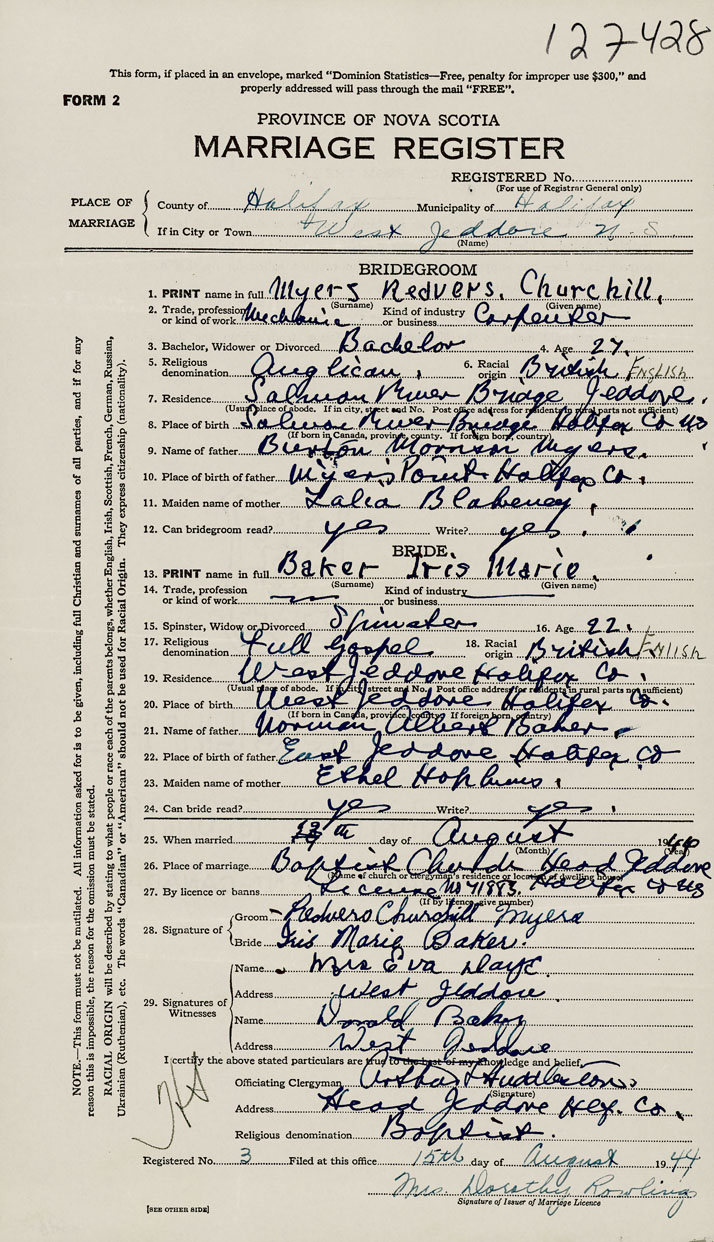 127428
This form, if placed in an envelope, marked "Dominion Statistics—Free, penalty for improper use $300," and
properly addressed will pass through the mail "FREE".
FORM 2
PROVINCE OF NOVA SCOTIA
MARRIAGE REGISTER
REGISTERED No.
(For use of Registrar General only)
PLACE OF MARRIAGE
County of Halifax Municipality of Halifax
If in City or Town West Jeddore N.S.
(Name)
BRIDEGROOM
1. PRINT name in full Myers Redvers. Churchill.
(Surname) (Given name)
2. Trade, profession or kind of work Mechanic Kind of industry or business Carpenter
3. Bachelor, Widower or Divorced Bachelor 4. Age 27.
5. Religious denomination Anglican. 6. Racial origin British ENGLISH
7. Residence Salmon River Bridge Jeddore.
(Usual place of abode. If in city, street and No. Post office address for residents in rural parts not sufficient)
8. Place of birth Salmon River Bridge Halifax Co NS
(If born in Canada, province, county. If foreign born, country)
9. Name of father Burton Morrison Myers.
10. Place of birth of father Myers Point Halifax Co.
11. Maiden name of mother Lalia Blakeney.
12. Can bridegroom read? yes Write? yes.
BRIDE
13. PRINT name in full Baker Iris Marie.
(Surname) (Given name)
14. Trade, profession or kind of work — Kind of industry or business —
15. Spinster, Widow or Divorced Spinster 16. Age 22.
17. Religious denomination Full Gospel 18. Racial origin British ENGLISH
19. Residence West Jeddore Halifax Co.
(Usual place of abode. If in city, street and No. Post office address for residents in rural parts not sufficient)
20. Place of birth West Jeddore Halifax Co.
(If born in Canada, province, county. If foreign born, country)
21. Name of father Norman Albert Baker.
22. Place of birth of father East Jeddore Halifax Co
23. Maiden name of mother Ethel Hopkins.
24. Can bride read? yes Write? yes.
25. When married th day of August 1944
(Month) (Year)
26. Place of marriage Baptist Church Head Jeddore
(Name of church or clergyman's residence or location of dwelling house)
Halifax Co NS
27. By licence or banns Licence No 71983.
(If by licence, give number)
28. Signature of
Groom Redvers Churchill Myers
Bride Iris Marie Baker.
29. Signatures of Witnesses
Name Mrs Eva Daye
Address West Jeddore
Name Donald Baker
Address West Jeddore
I certify the above stated particulars are true to the best of my knowledge and belief.
Officiating Clergyman Arthur Huddleston.
(Signature)
Address Head Jeddore Hfx. Co.
Religious denomination Baptist.
Registered No. 3 Filed at this office 15th day of August 1944
Mrs. Dorothy Rowlings
Signature of Issuer of Marriage Licence
[SEE OTHER SIDE]
NOTE.—This form must not be mutilated. All information asked for is to be given, including full Christian and surnames of all parties, and if for any
reason this is impossible, the reason for the omission must be stated.
RACIAL ORIGIN will be described by stating to what people or race each of the parents belongs, whether English, Irish, Scottish, French, German, Russian,
Ukrainian (Ruthenian), etc. The words "Canadian" or "American" should not be used for Racial Origin. They express citizenship (nationality).